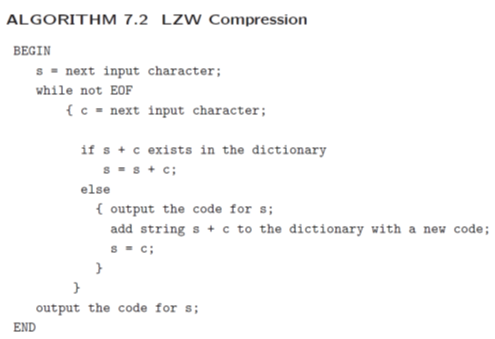 ALGORITHM 7.2 LZW Compression
BEGIN
s = next input character;
while not EOF
{ c = next input character;
if s + c exists in the dictionary
s = s + c;
else
{ output the code for s;
add string s + c to the dictionary with a new code;
s = c;
}
}
output the code for s;
END